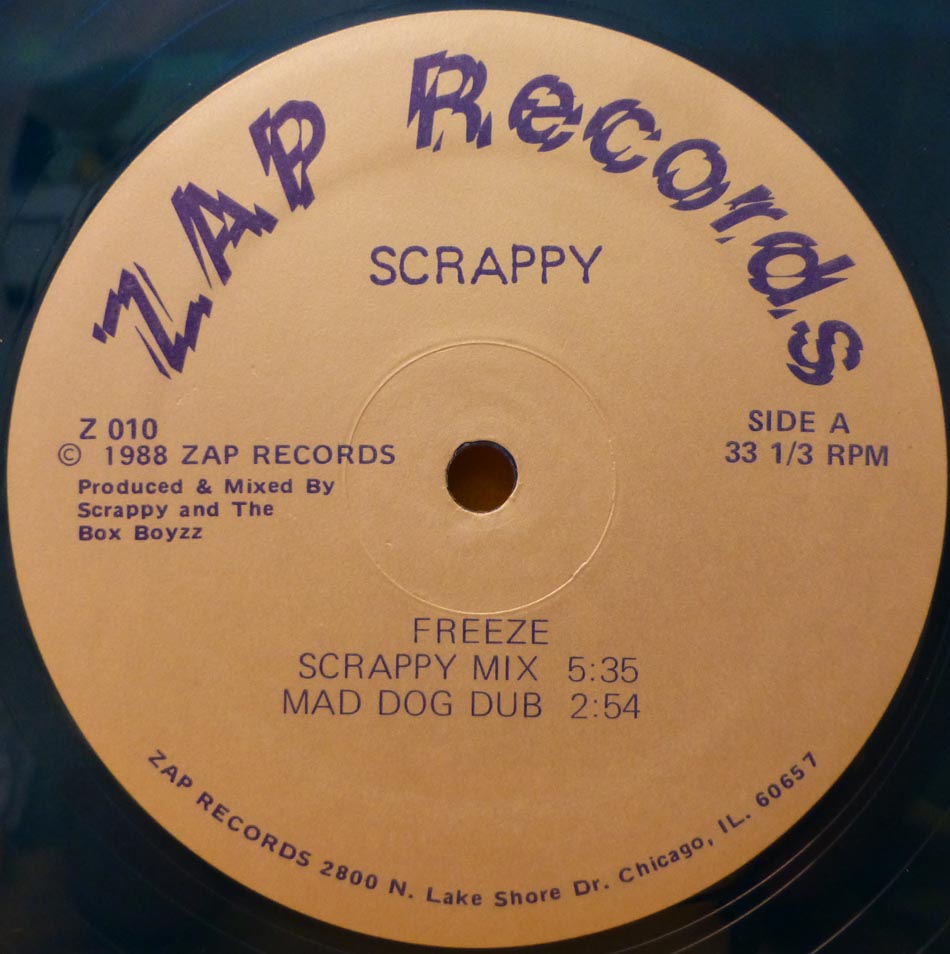 ZAP Records
SCRAPPY
Z 010
© 1988 ZAP RECORDS
Produced & Mixed By
Scrappy and The
Box Boyzz
SIDE A
33 1/3 RPM
FREEZE
SCRAPPY MIX 5:35
MAD DOG DUB 2:54
ZAP RECORDS 2800 N. Lake Shore Dr. Chicago, IL. 60657